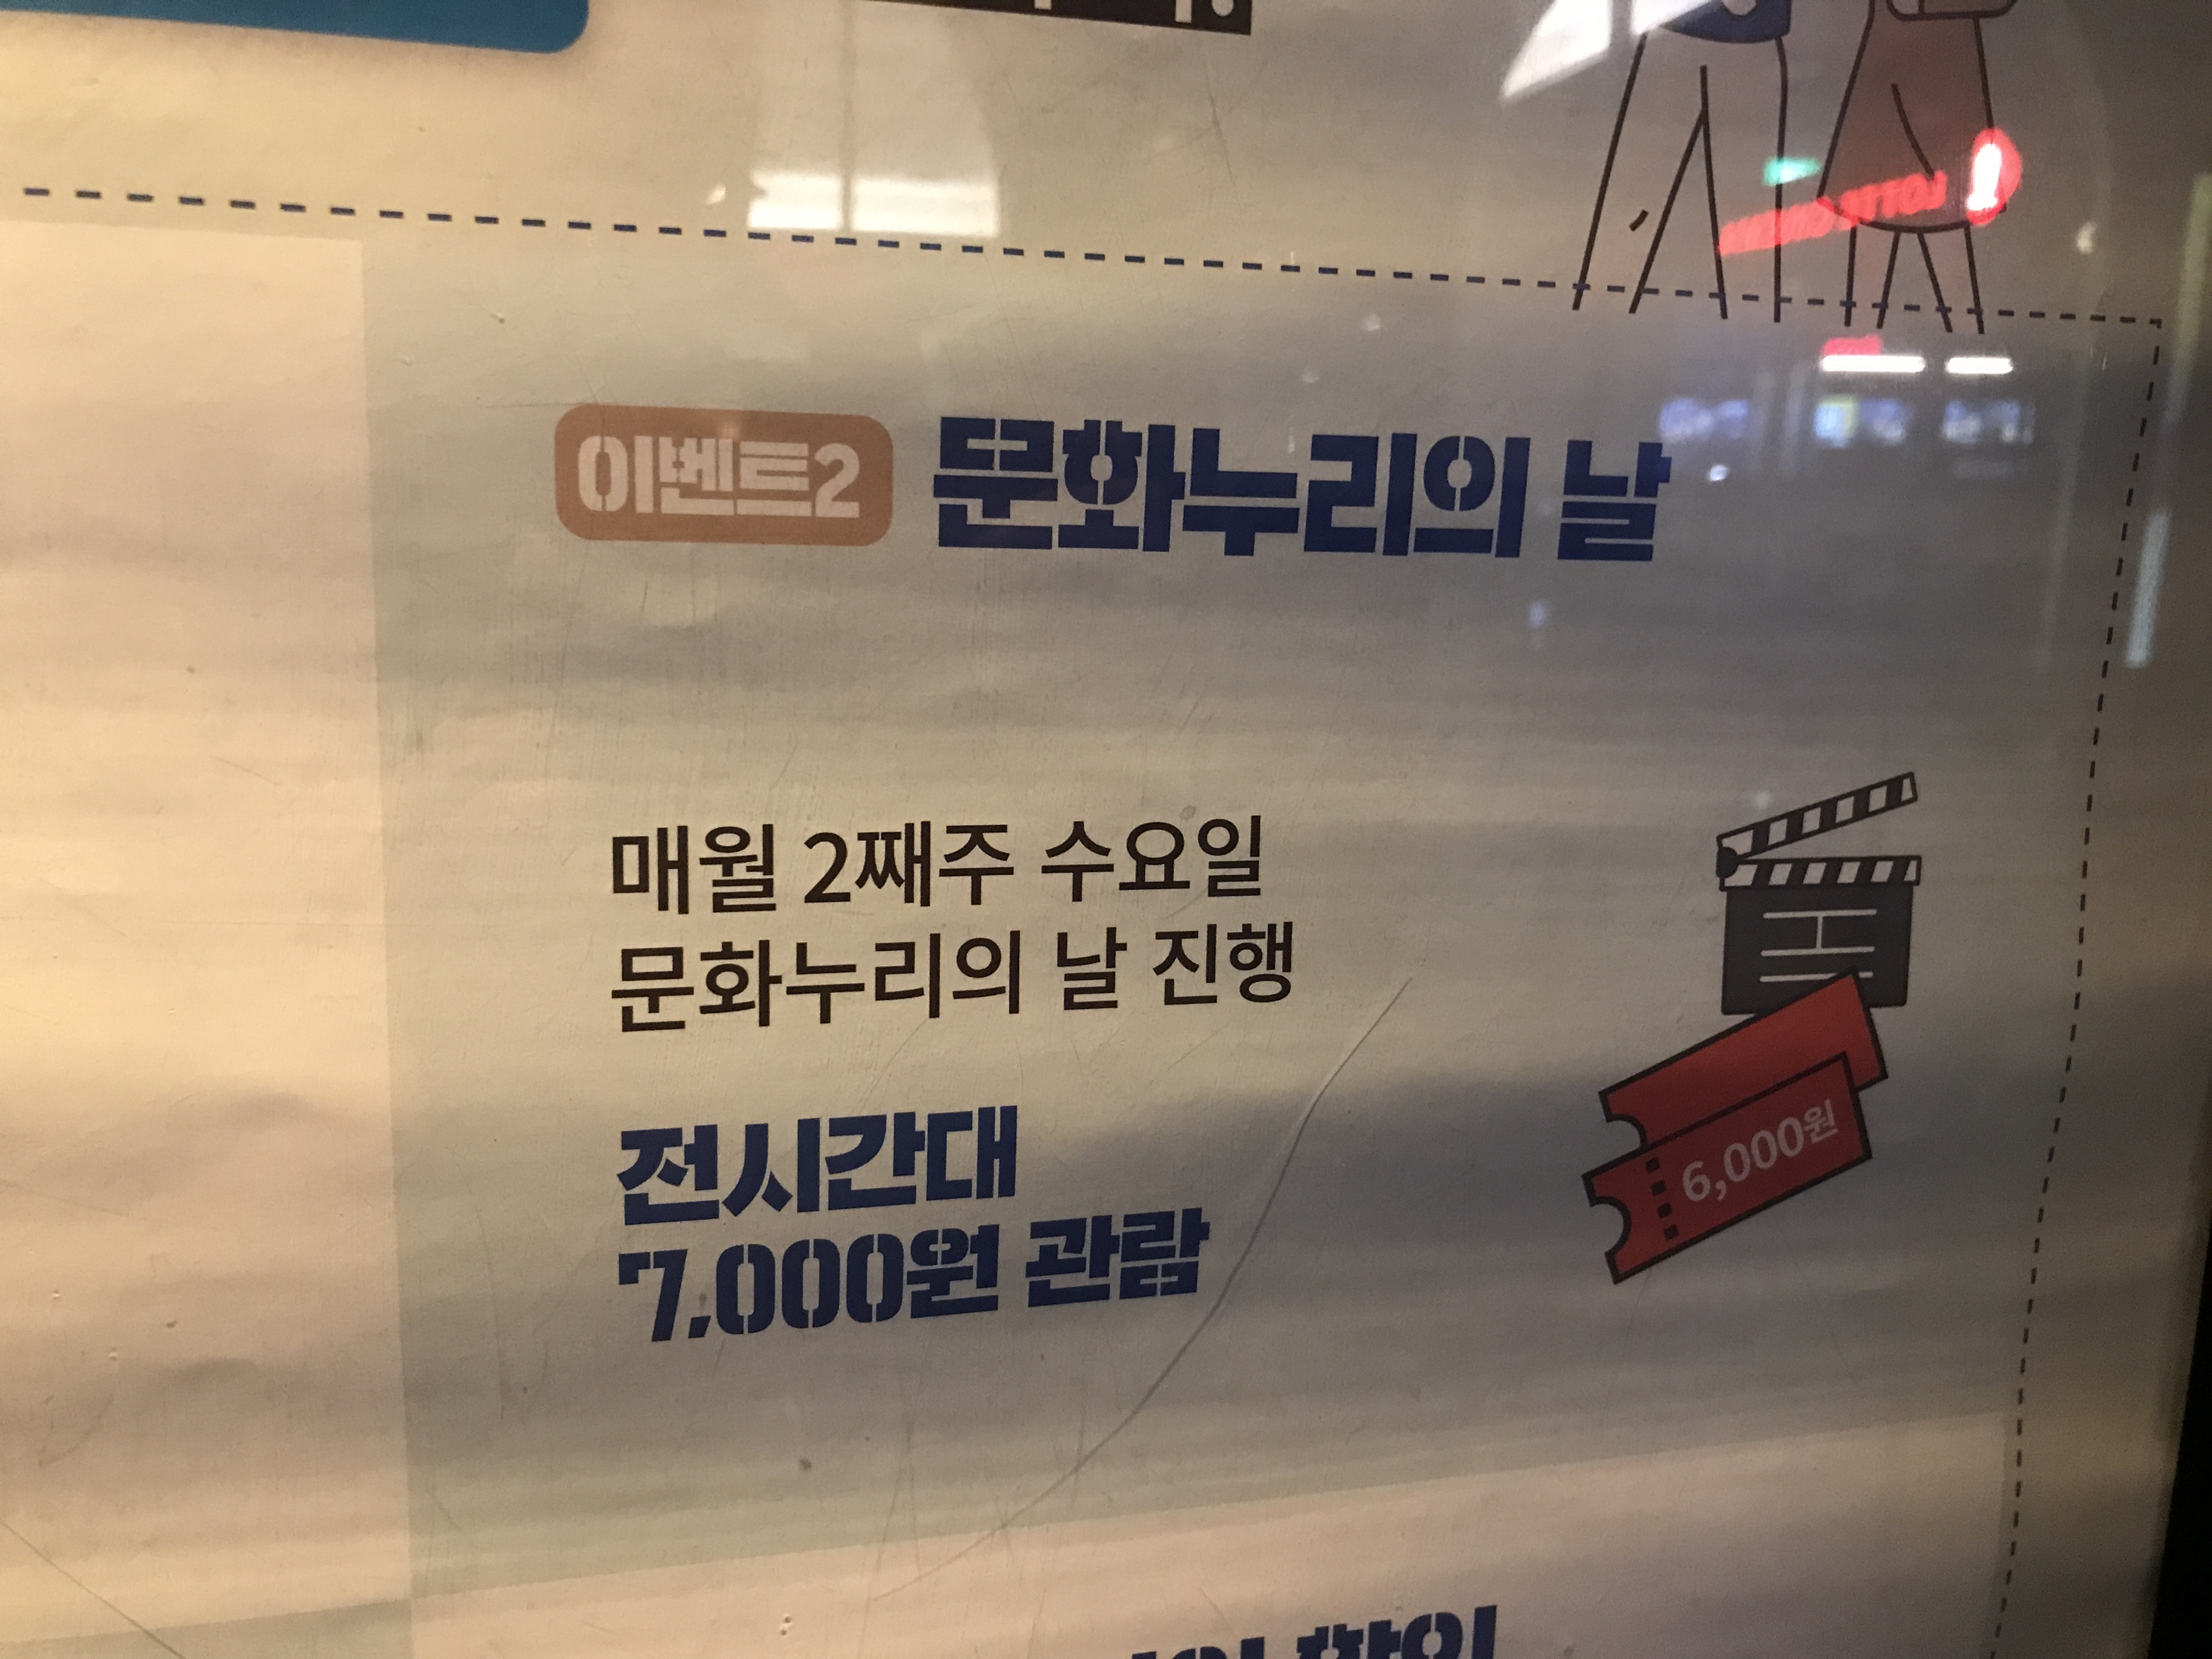 이벤트2 문화누리의 날
매월 2째주 수요일
문화누리의 날 진행
전시간대
7,000원 관람
6,000원
할인